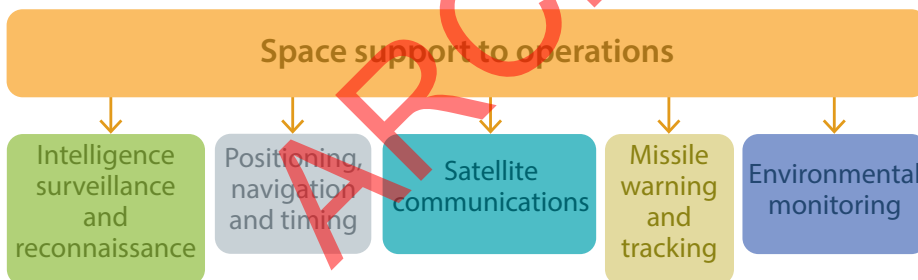 Space support to operations
Intelligence
surveillance
and
reconnaissance
Positioning,
navigation
and timing
Satellite
communications
Missile
warning
and
tracking
Environmental
monitoring
ARC